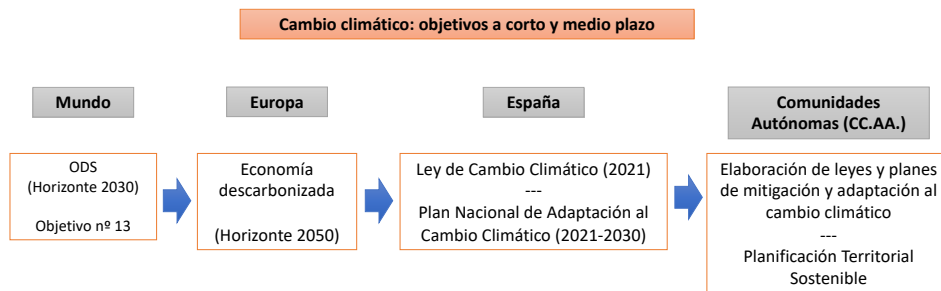 Cambio climático: objetivos a corto y medio plazo
Mundo
ODS
(Horizonte 2030)
Objetivo nº 13
Europa
Economía
descarbonizada
(Horizonte 2050)
España
Ley de Cambio Climático (2021)
---
Plan Nacional de Adaptación al
Cambio Climático (2021-2030)
Comunidades
Autónomas (CC.AA.)
Elaboración de leyes y planes
de mitigación y adaptación al
cambio climático
---
Planificación Territorial
Sostenible